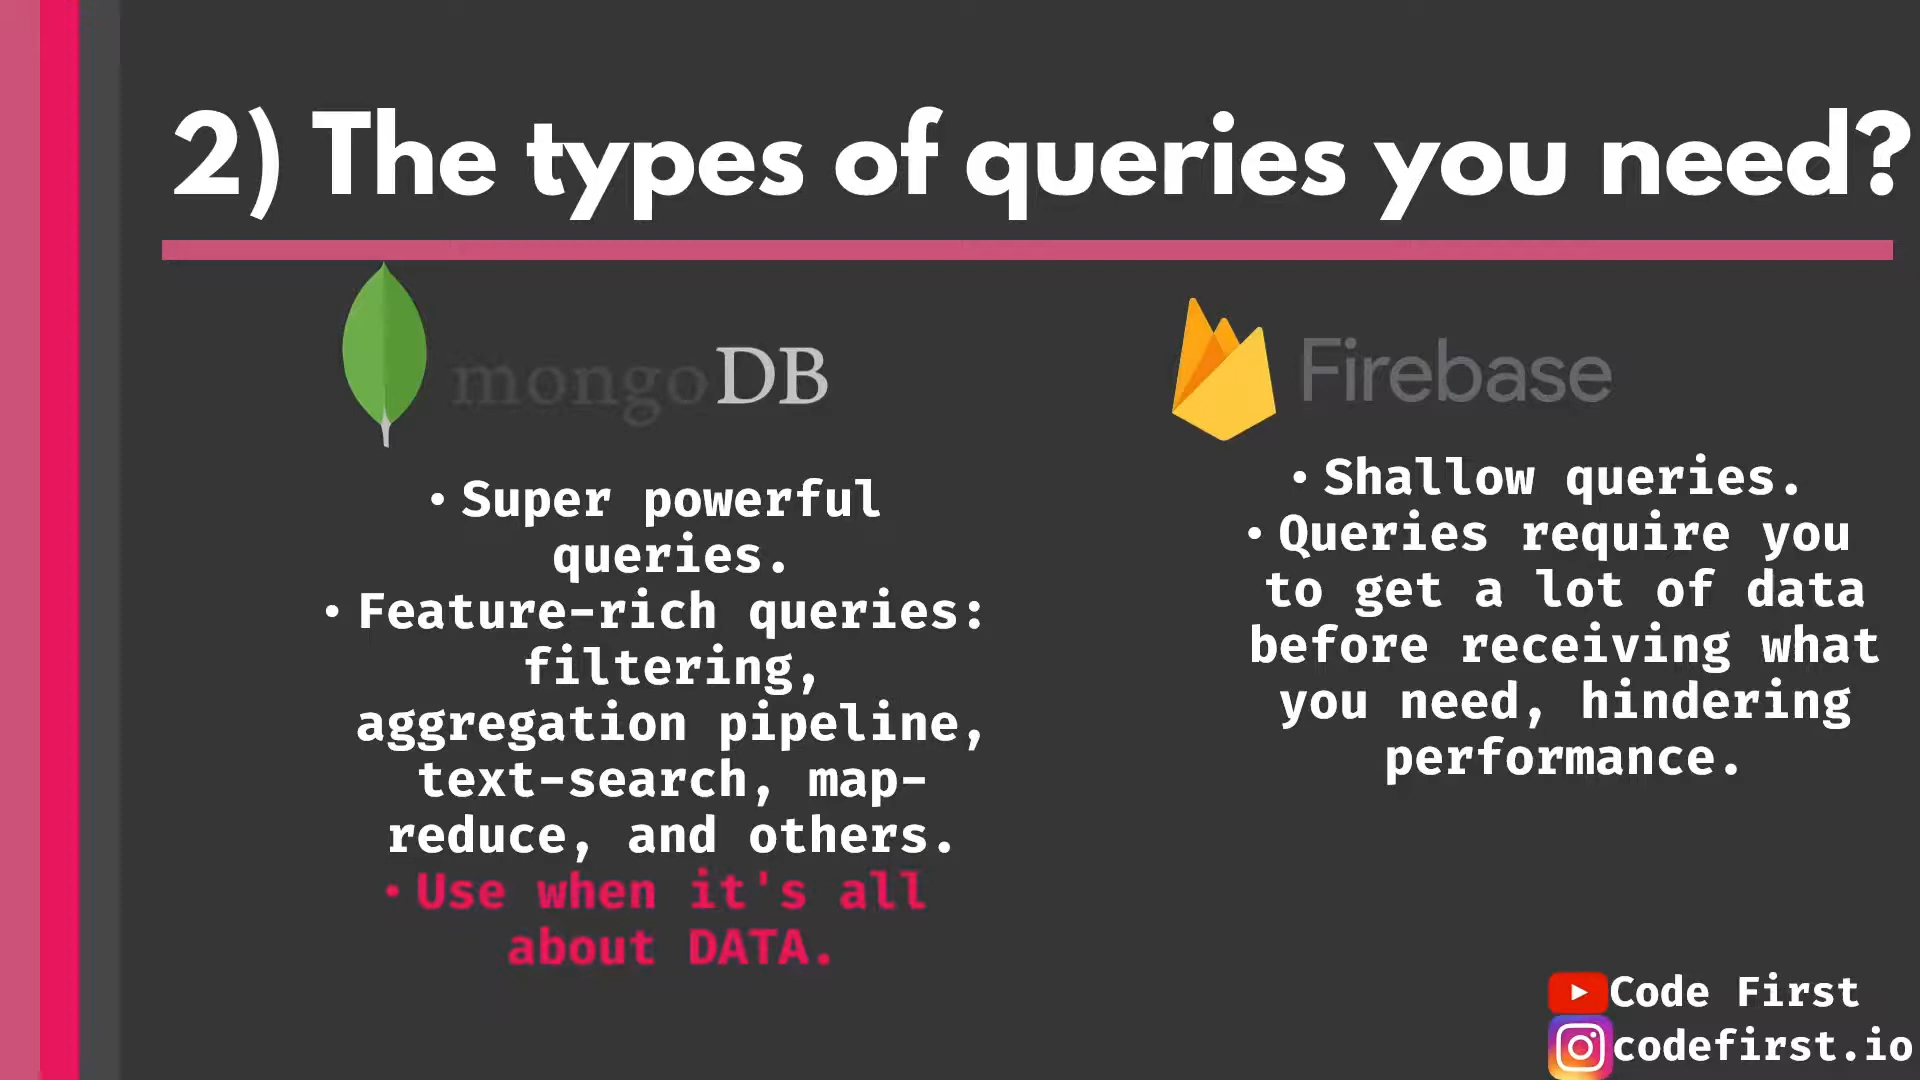 2) The types of queries you need?
mongoDB
• Super powerful
queries.
• Feature-rich queries:
filtering,
aggregation pipeline,
text-search, map-
reduce, and others.
• Use when it's all
about DATA.
Firebase
• Shallow queries.
• Queries require you
to get a lot of data
before receiving what
you need, hindering
performance.
Code First
codefirst.io